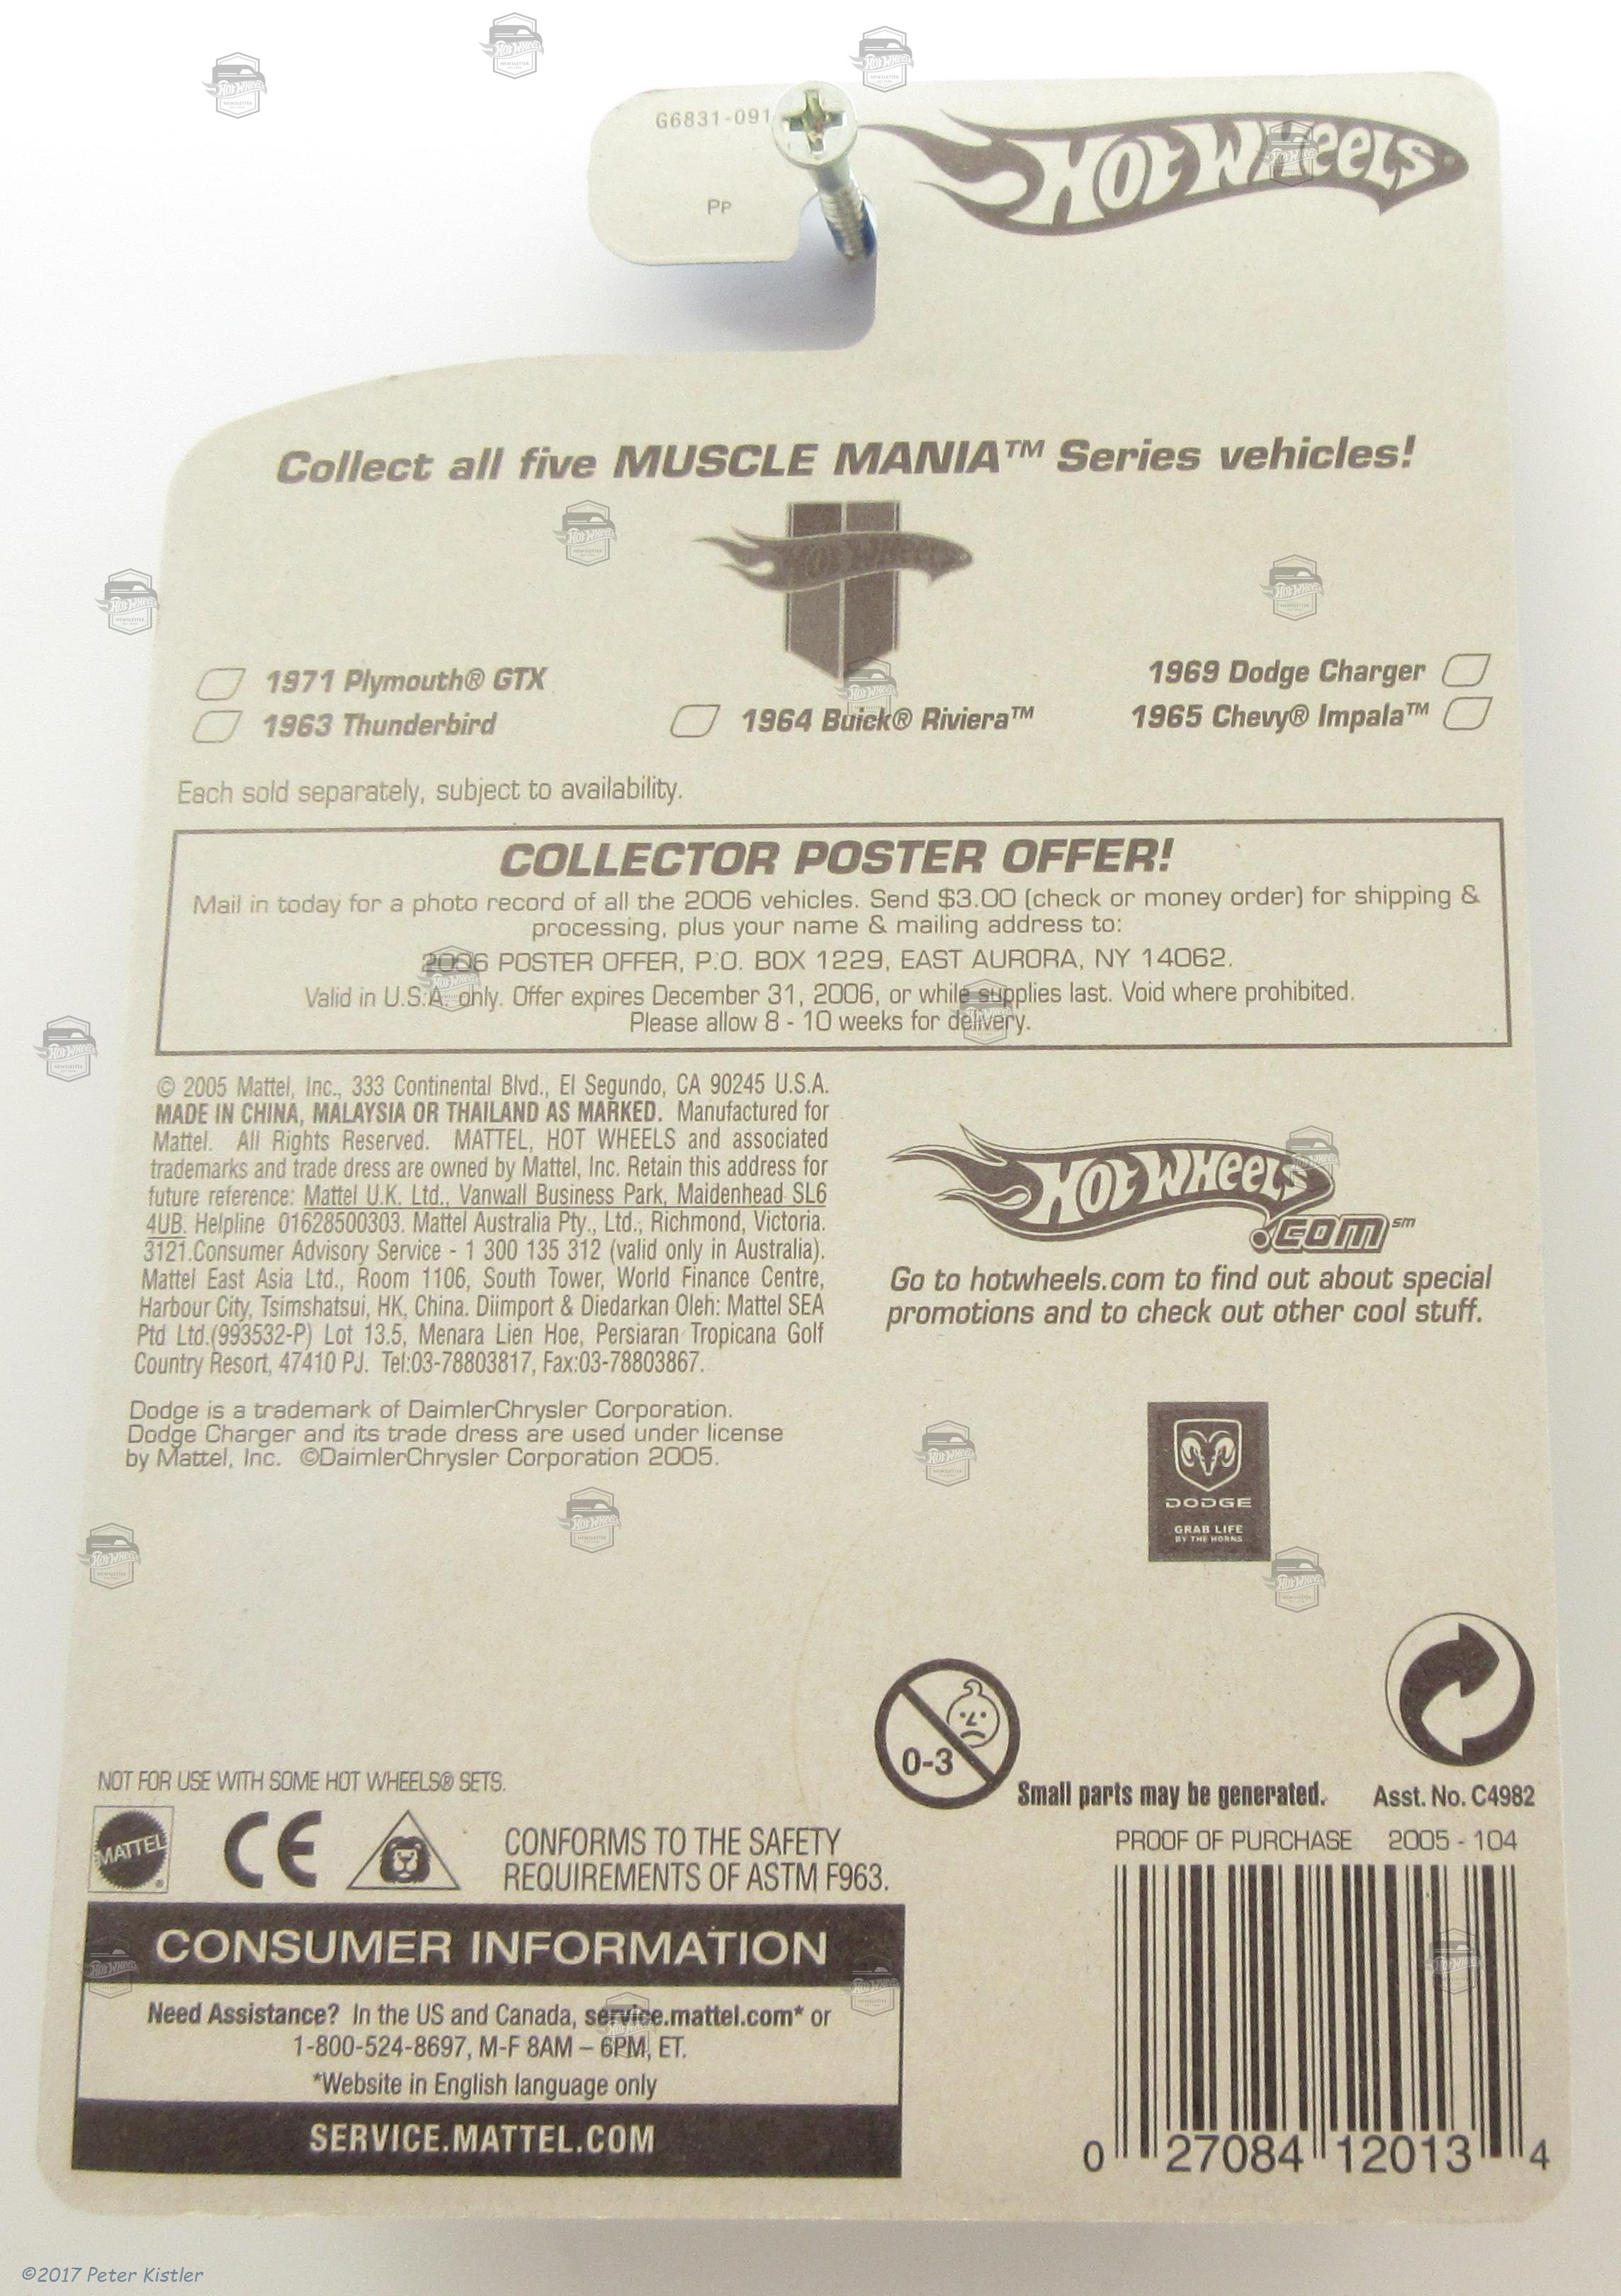 G6831-091
Pp
Hot Wheels
Collect all five MUSCLE MANIA™ Series vehicles!
Hot Wheels
1971 Plymouth® GTX
1969 Dodge Charger
1963 Thunderbird
1964 Buick® Riviera™
1965 Chevy® Impala™
Each sold separately, subject to availability.
COLLECTOR POSTER OFFER!
Mail in today for a photo record of all the 2006 vehicles. Send $3.00 (check or money order) for shipping &
processing, plus your name & mailing address to:
2006 POSTER OFFER, P.O. BOX 1229, EAST AURORA, NY 14062.
Valid in U.S.A. only. Offer expires December 31, 2006, or while supplies last. Void where prohibited.
Please allow 8 - 10 weeks for delivery.
© 2005 Mattel, Inc., 333 Continental Blvd., El Segundo, CA 90245 U.S.A.
MADE IN CHINA, MALAYSIA OR THAILAND AS MARKED. Manufactured for
Mattel. All Rights Reserved. MATTEL, HOT WHEELS and associated
trademarks and trade dress are owned by Mattel, Inc. Retain this address for
future reference: Mattel U.K. Ltd., Vanwall Business Park, Maidenhead SL6
4UB. Helpline 01628500303. Mattel Australia Pty., Ltd., Richmond, Victoria.
3121.Consumer Advisory Service - 1 300 135 312 (valid only in Australia).
Mattel East Asia Ltd., Room 1106, South Tower, World Finance Centre,
Harbour City, Tsimshatsui, HK, China. Diimport & Diedarkan Oleh: Mattel SEA
Ptd Ltd.(993532-P) Lot 13.5, Menara Lien Hoe, Persiaran Tropicana Golf
Country Resort, 47410 PJ. Tel:03-78803817, Fax:03-78803867.
Dodge is a trademark of DaimlerChrysler Corporation.
Dodge Charger and its trade dress are used under license
by Mattel, Inc. ©DaimlerChrysler Corporation 2005.
Hot Wheels
.COM℠
Go to hotwheels.com to find out about special
promotions and to check out other cool stuff.
DODGE
GRAB LIFE
BY THE HORNS
0-3
Small parts may be generated.
Asst. No. C4982
NOT FOR USE WITH SOME HOT WHEELS® SETS.
MATTEL
CE
CONFORMS TO THE SAFETY
REQUIREMENTS OF ASTM F963.
PROOF OF PURCHASE 2005 - 104
CONSUMER INFORMATION
Need Assistance? In the US and Canada, service.mattel.com* or
1-800-524-8697, M-F 8AM – 6PM, ET.
*Website in English language only
SERVICE.MATTEL.COM
0 27084 12013 4
©2017 Peter Kistler